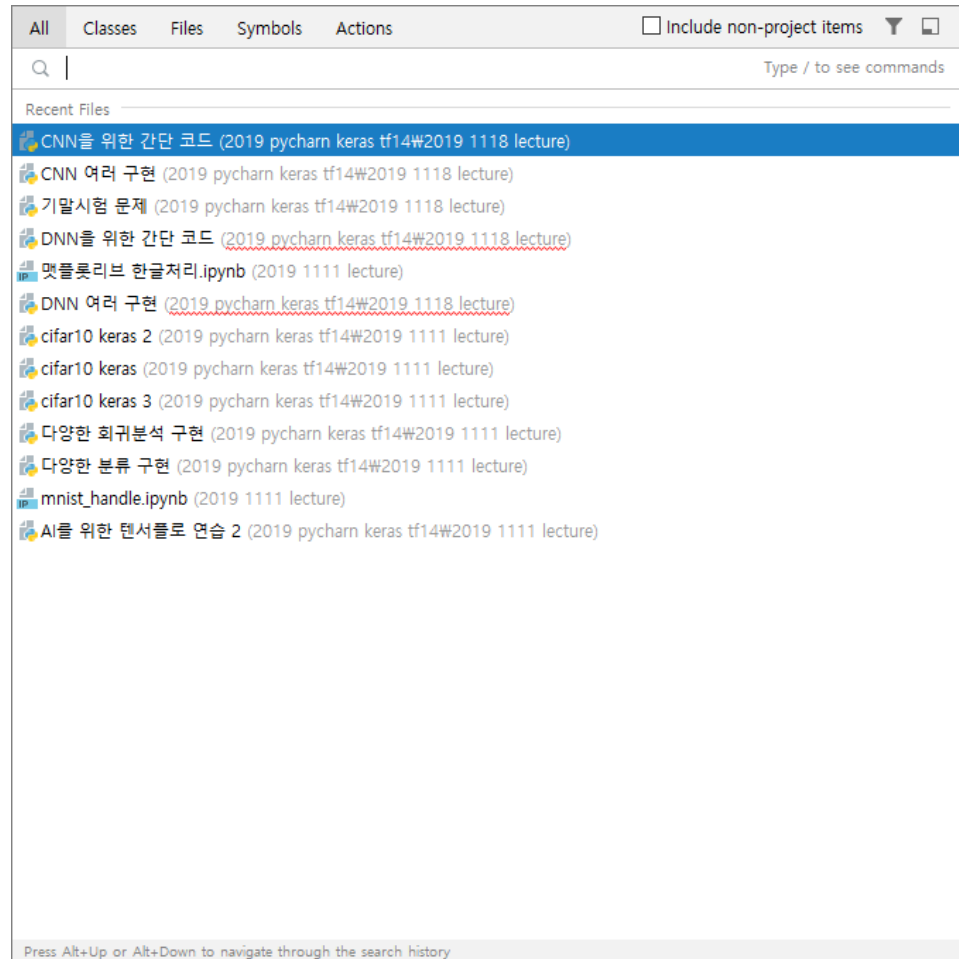 All Classes Files Symbols Actions Include non-project items
Type / to see commands
Recent Files
CNN을 위한 간단 코드 (2019 pycharn keras tf14₩2019 1118 lecture)
CNN 여러 구현 (2019 pycharn keras tf14₩2019 1118 lecture)
기말시험 문제 (2019 pycharn keras tf14₩2019 1118 lecture)
DNN을 위한 간단 코드 (2019 pycharn keras tf14₩2019 1118 lecture)
맷플롯리브 한글처리.ipynb (2019 1111 lecture)
DNN 여러 구현 (2019 pycharn keras tf14₩2019 1118 lecture)
cifar10 keras 2 (2019 pycharn keras tf14₩2019 1111 lecture)
cifar10 keras (2019 pycharn keras tf14₩2019 1111 lecture)
cifar10 keras 3 (2019 pycharn keras tf14₩2019 1111 lecture)
다양한 회귀분석 구현 (2019 pycharn keras tf14₩2019 1111 lecture)
다양한 분류 구현 (2019 pycharn keras tf14₩2019 1111 lecture)
IP mnist_handle.ipynb (2019 1111 lecture)
AI를 위한 텐서플로 연습 2 (2019 pycharn keras tf14₩2019 1111 lecture)
Press Alt+Up or Alt+Down to navigate through the search history